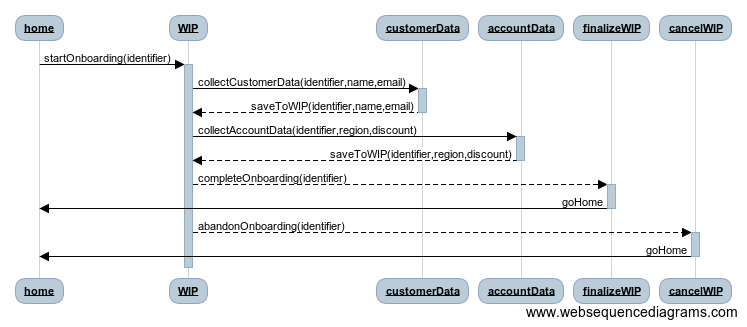 home WIP customerData accountData finalizeWIP cancelWIP
startOnboarding(identifier)
collectCustomerData(identifier,name,email)
saveToWIP(identifier,name,email)
collectAccountData(identifier,region,discount)
saveToWIP(identifier,region,discount)
completeOnboarding(identifier)
goHome
abandonOnboarding(identifier)
goHome
home WIP customerData accountData finalizeWIP cancelWIP
www.websequencediagrams.com